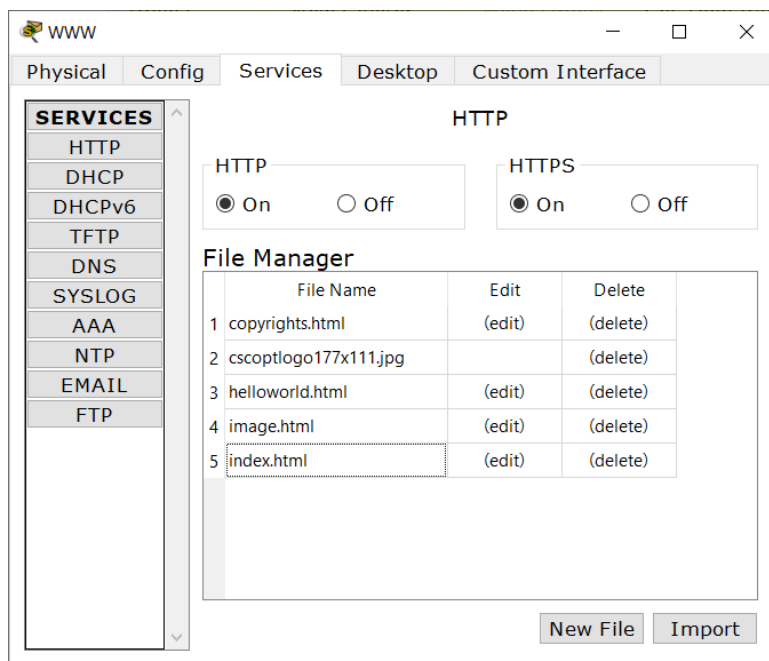 WWW
Physical Config Services Desktop Custom Interface
SERVICES
HTTP
DHCP
DHCPv6
TFTP
DNS
SYSLOG
AAA
NTP
EMAIL
FTP
HTTP
HTTP
On Off
HTTPS
On Off
File Manager
File Name Edit Delete
1 copyrights.html (edit) (delete)
2 cscoptlogo177x111.jpg (delete)
3 helloworld.html (edit) (delete)
4 image.html (edit) (delete)
5 index.html (edit) (delete)
New File Import